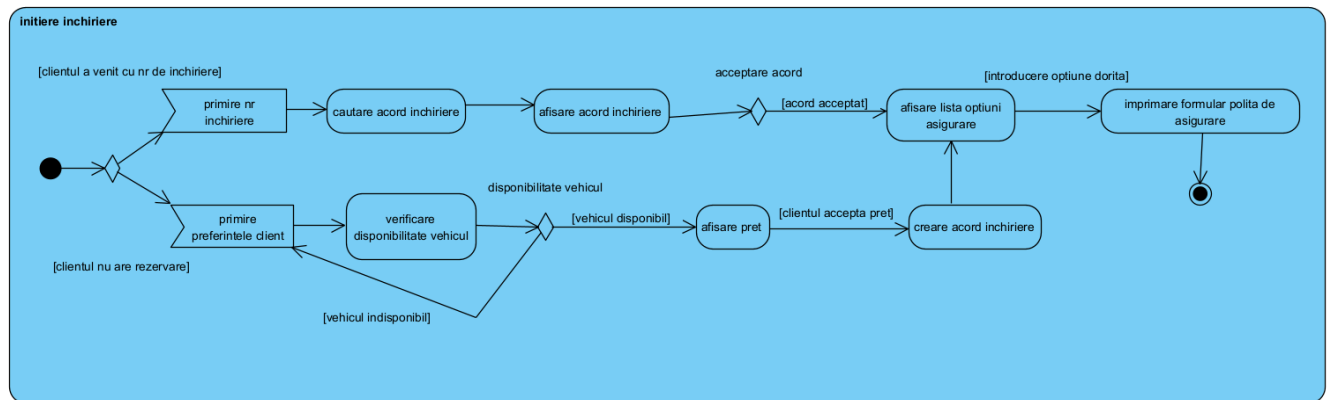 initiere inchiriere
[clientul a venit cu nr de inchiriere]
primire nr
inchiriere
cautare acord inchiriere
afisare acord inchiriere
acceptare acord
[acord acceptat]
afisare lista optiuni
asigurare
[introducere optiune dorita]
imprimare formular polita de
asigurare
primire
preferintele client
[clientul nu are rezervare]
verificare
disponibilitate vehicul
disponibilitate vehicul
[vehicul disponibil]
[vehicul indisponibil]
afisare pret
[clientul accepta pret]
creare acord inchiriere